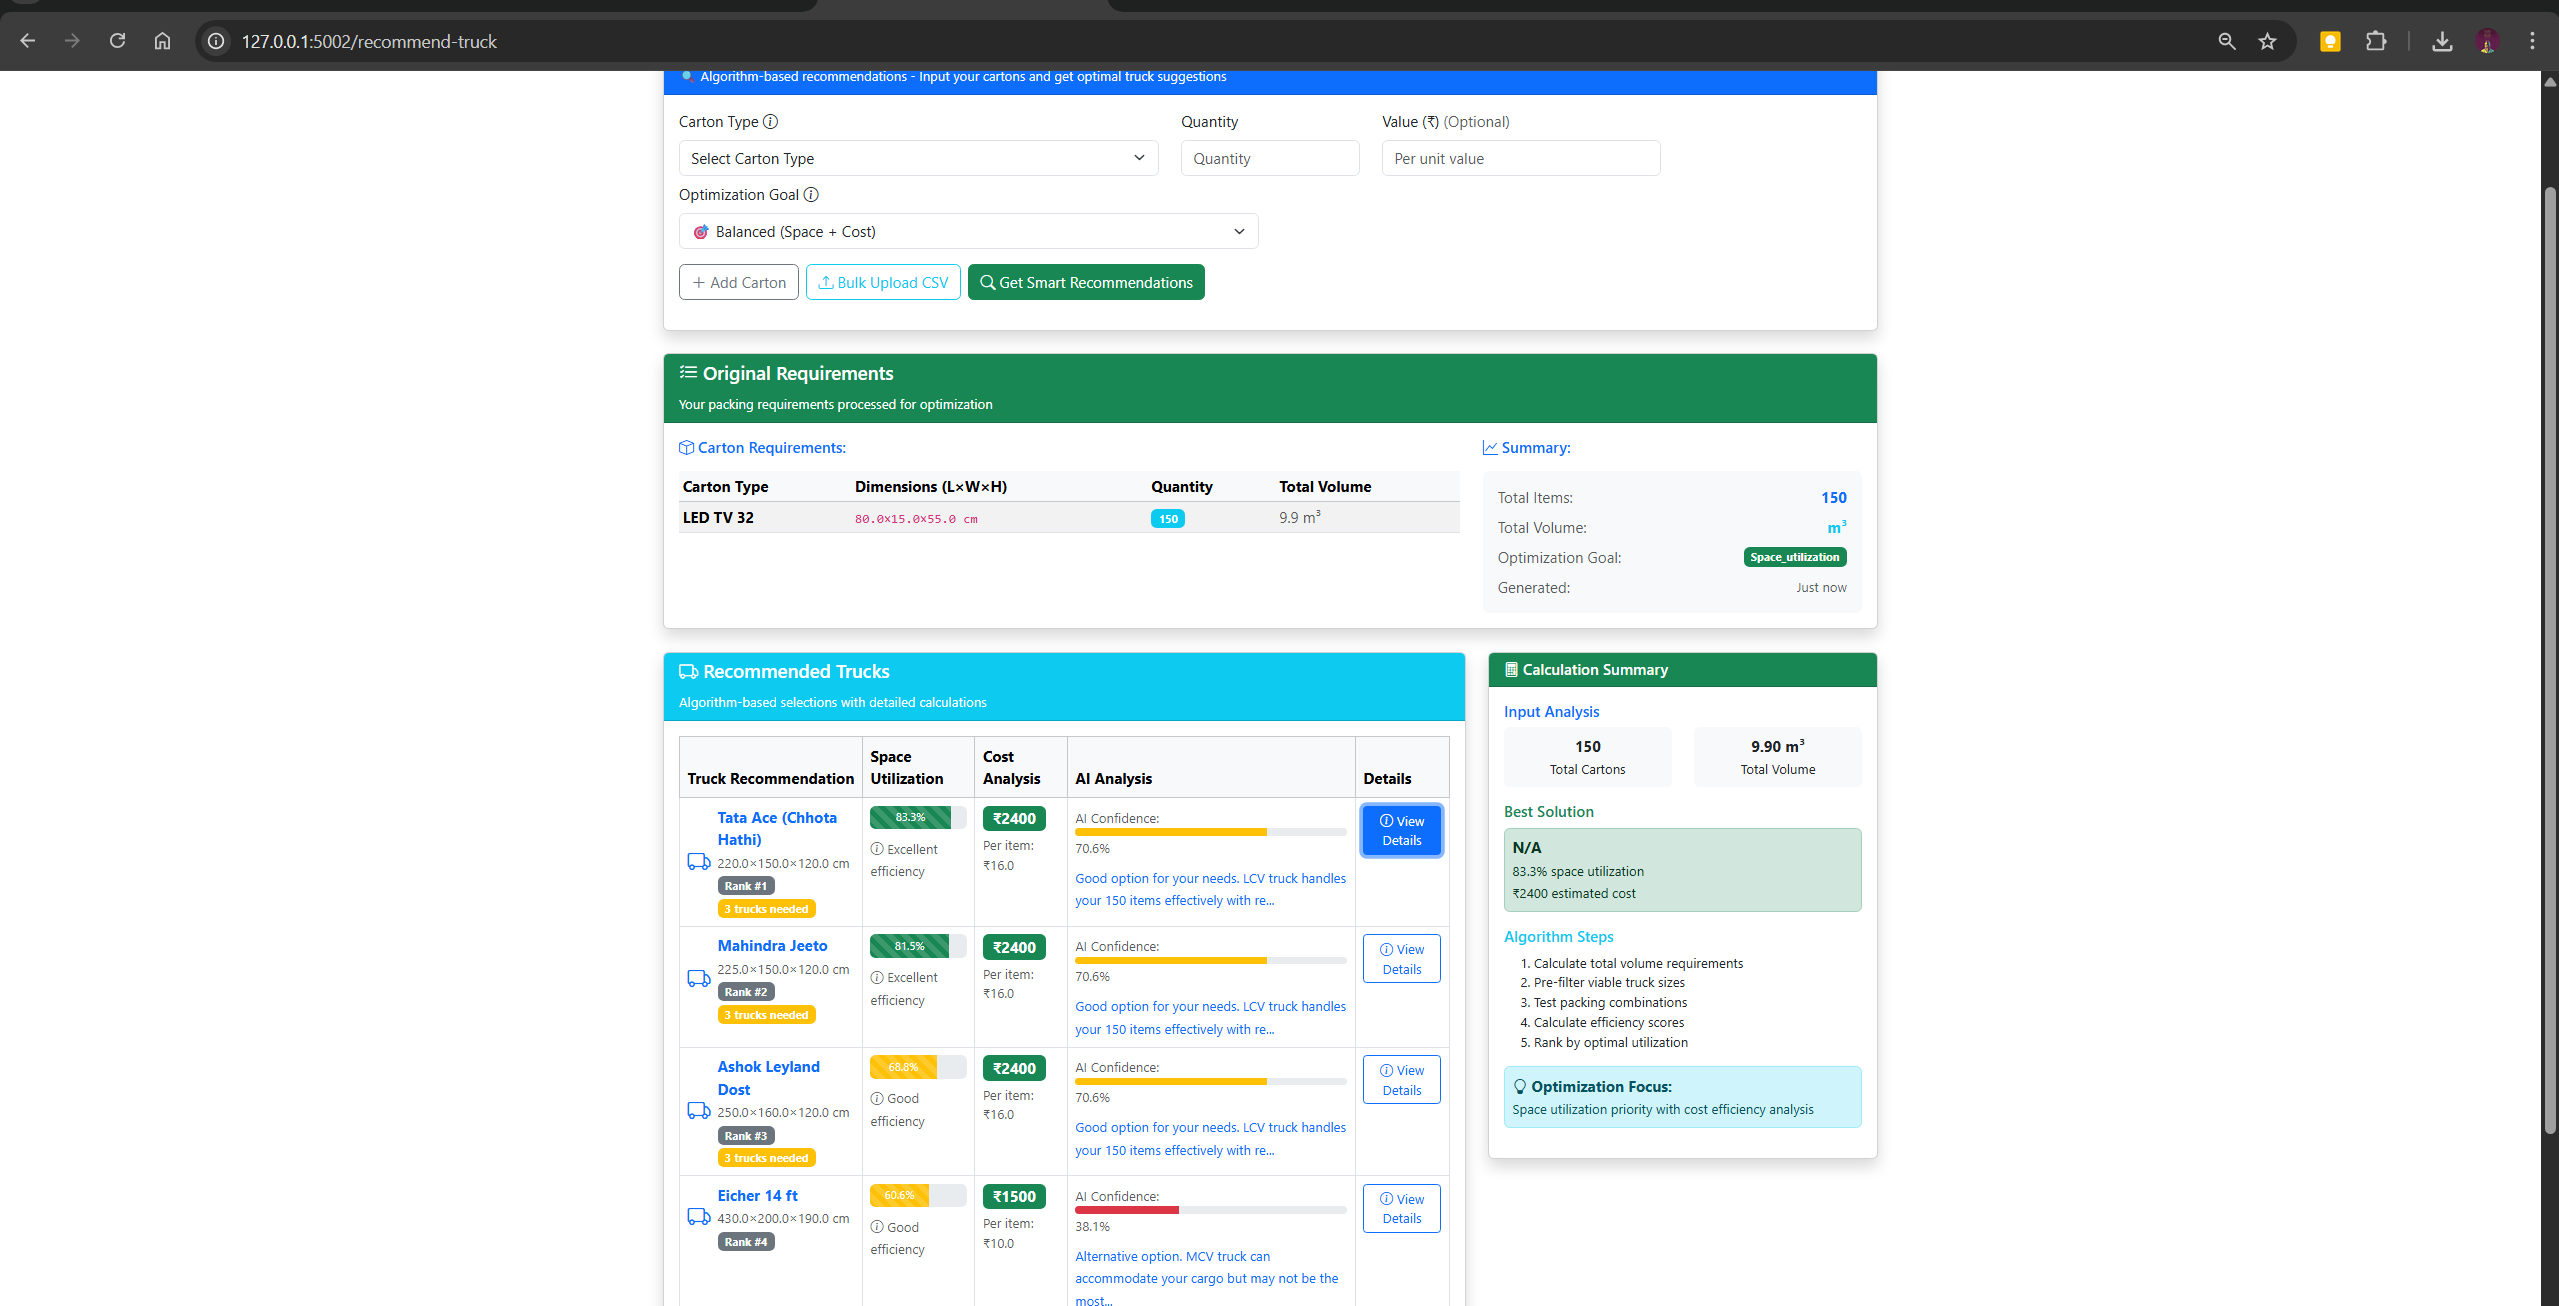 127.0.0.1:5002/recommend-truck
Algorithm-based recommendations - Input your cartons and get optimal truck suggestions
Carton Type
Quantity
Value (₹) (Optional)
Select Carton Type
Quantity
Per unit value
Optimization Goal
Balanced (Space + Cost)
+ Add Carton
Bulk Upload CSV
Get Smart Recommendations
Original Requirements
Your packing requirements processed for optimization
Carton Requirements:
Carton Type Dimensions (L×W×H) Quantity Total Volume
LED TV 32 80.0×15.0×55.0 cm 150 9.9 m³
Summary:
Total Items: 150
Total Volume: m³
Optimization Goal: Space_utilization
Generated: Just now
Recommended Trucks
Algorithm-based selections with detailed calculations
Truck Recommendation
Space
Utilization
Cost
Analysis
AI Analysis
Details
Tata Ace (Chhota
Hathi)
220.0×150.0×120.0 cm
Rank #1
3 trucks needed
83.3%
Excellent
efficiency
₹2400
Per item:
₹16.0
AI Confidence:
70.6%
Good option for your needs. LCV truck handles
your 150 items effectively with re...
View
Details
Mahindra Jeeto
225.0×150.0×120.0 cm
Rank #2
3 trucks needed
81.5%
Excellent
efficiency
₹2400
Per item:
₹16.0
AI Confidence:
70.6%
Good option for your needs. LCV truck handles
your 150 items effectively with re...
View
Details
Ashok Leyland
Dost
250.0×160.0×120.0 cm
Rank #3
3 trucks needed
68.8%
Good
efficiency
₹2400
Per item:
₹16.0
AI Confidence:
70.6%
Good option for your needs. LCV truck handles
your 150 items effectively with re...
View
Details
Eicher 14 ft
430.0×200.0×190.0 cm
Rank #4
60.6%
Good
efficiency
₹1500
Per item:
₹10.0
AI Confidence:
38.1%
Alternative option. MCV truck can
accommodate your cargo but may not be the
most...
View
Details
Calculation Summary
Input Analysis
150
Total Cartons
9.90 m³
Total Volume
Best Solution
N/A
83.3% space utilization
₹2400 estimated cost
Algorithm Steps
1. Calculate total volume requirements
2. Pre-filter viable truck sizes
3. Test packing combinations
4. Calculate efficiency scores
5. Rank by optimal utilization
Optimization Focus:
Space utilization priority with cost efficiency analysis